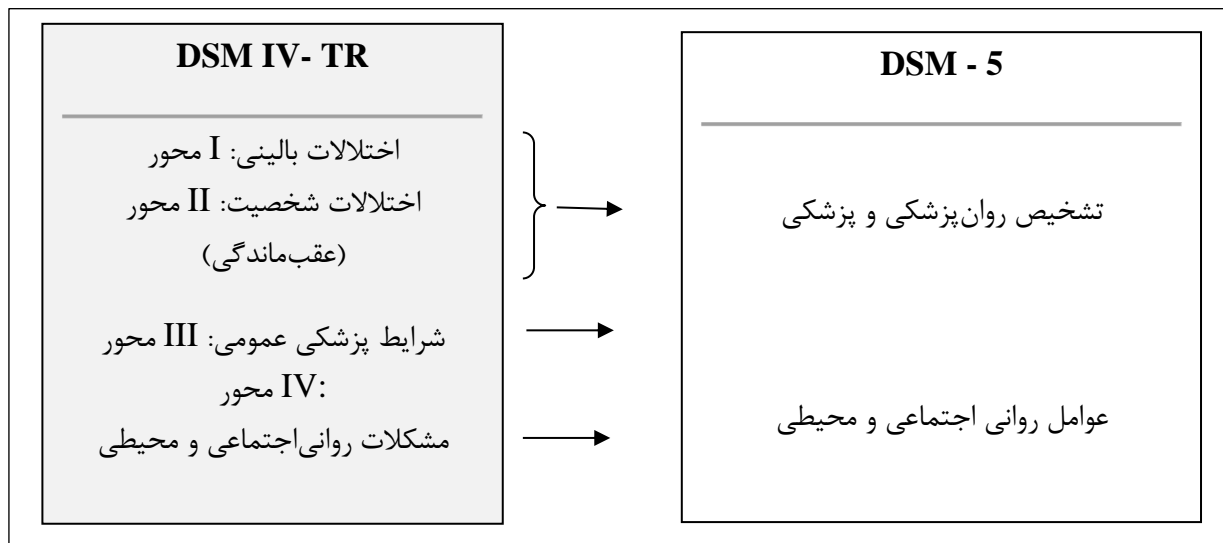 DSM IV- TR
اختلالات بالینی: I محور
اختلالات شخصیت: II محور
(عقب‌ماندگی)
شرایط پزشکی عمومی: III محور
:IV محور
مشکلات روانی‌اجتماعی و محیطی
DSM - 5
تشخیص روان‌پزشکی و پزشکی
عوامل روانی اجتماعی و محیطی